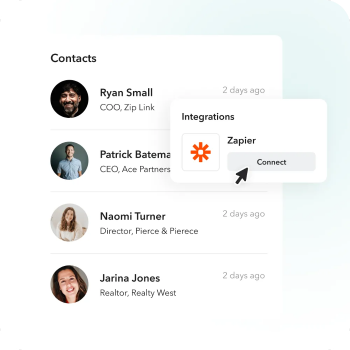 Contacts
Ryan Small
2 days ago
COO, Zip Link
Integrations
Zapier
Connect
Patrick Batema
CEO, Ace Partners
Naomi Turner
2 days ago
Director, Pierce & Pierece
Jarina Jones
2 days ago
Realtor, Realty West